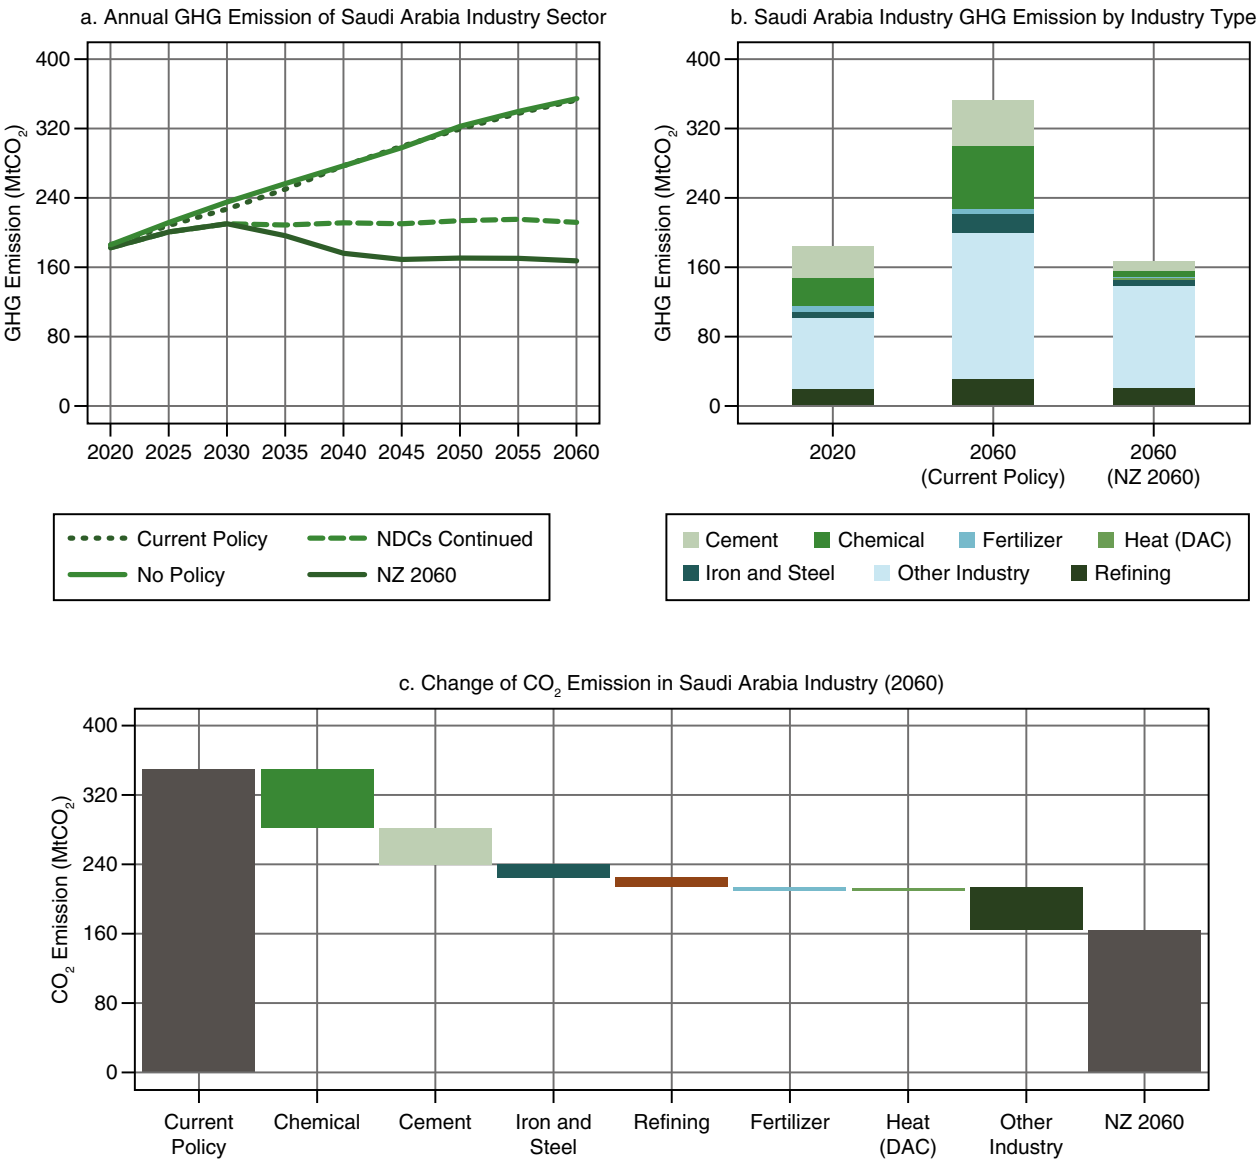 a. Annual GHG Emission of Saudi Arabia Industry Sector
GHG Emission (MtCO₂)
400
320
240
160
80
0
2020 2025 2030 2035 2040 2045 2050 2055 2060
Current Policy
NDCs Continued
No Policy
NZ 2060
b. Saudi Arabia Industry GHG Emission by Industry Type
GHG Emission (MtCO₂)
400
320
240
160
80
0
2020
2060
(Current Policy)
2060
(NZ 2060)
Cement
Chemical
Fertilizer
Heat (DAC)
Iron and Steel
Other Industry
Refining
c. Change of CO₂ Emission in Saudi Arabia Industry (2060)
CO₂ Emission (MtCO₂)
400
320
240
160
80
0
Current
Policy
Chemical
Cement
Iron and
Steel
Refining
Fertilizer
Heat
(DAC)
Other
Industry
NZ 2060